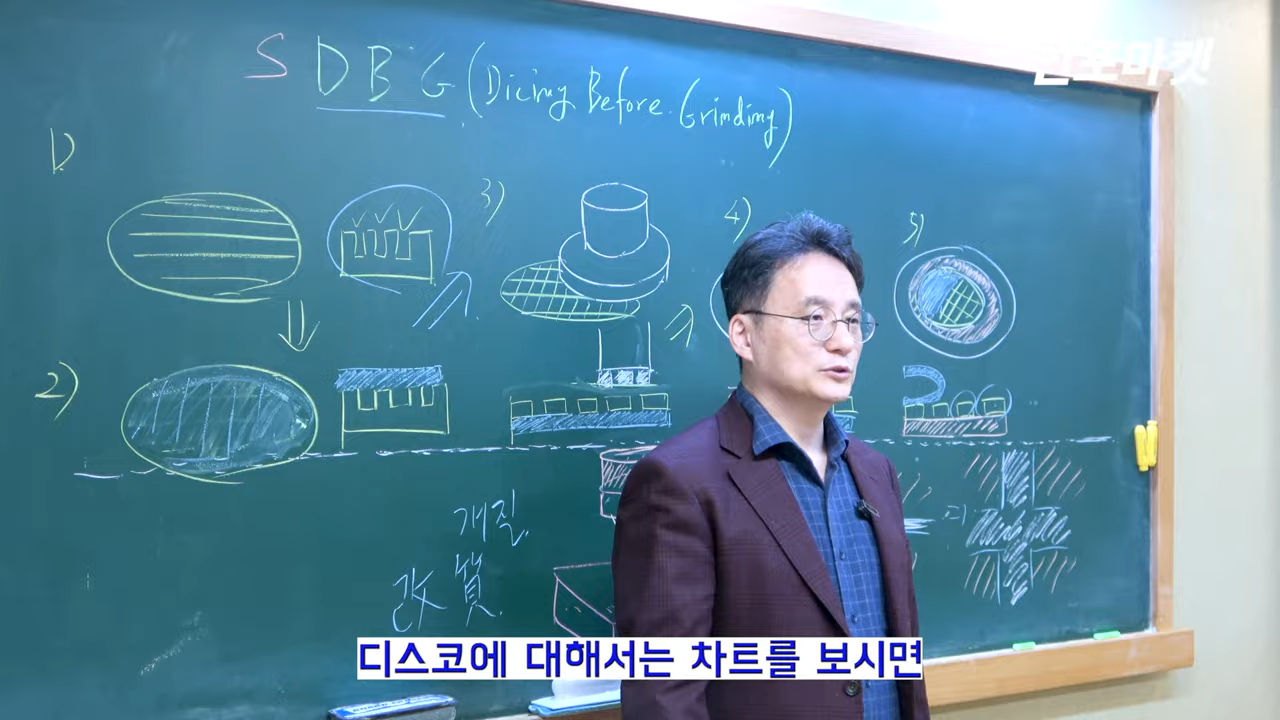 SDBG (Dicing Before Grinding)
1)
2)
3)
4)
5)
개질
改質
디스코에 대해서는 차트를 보시면